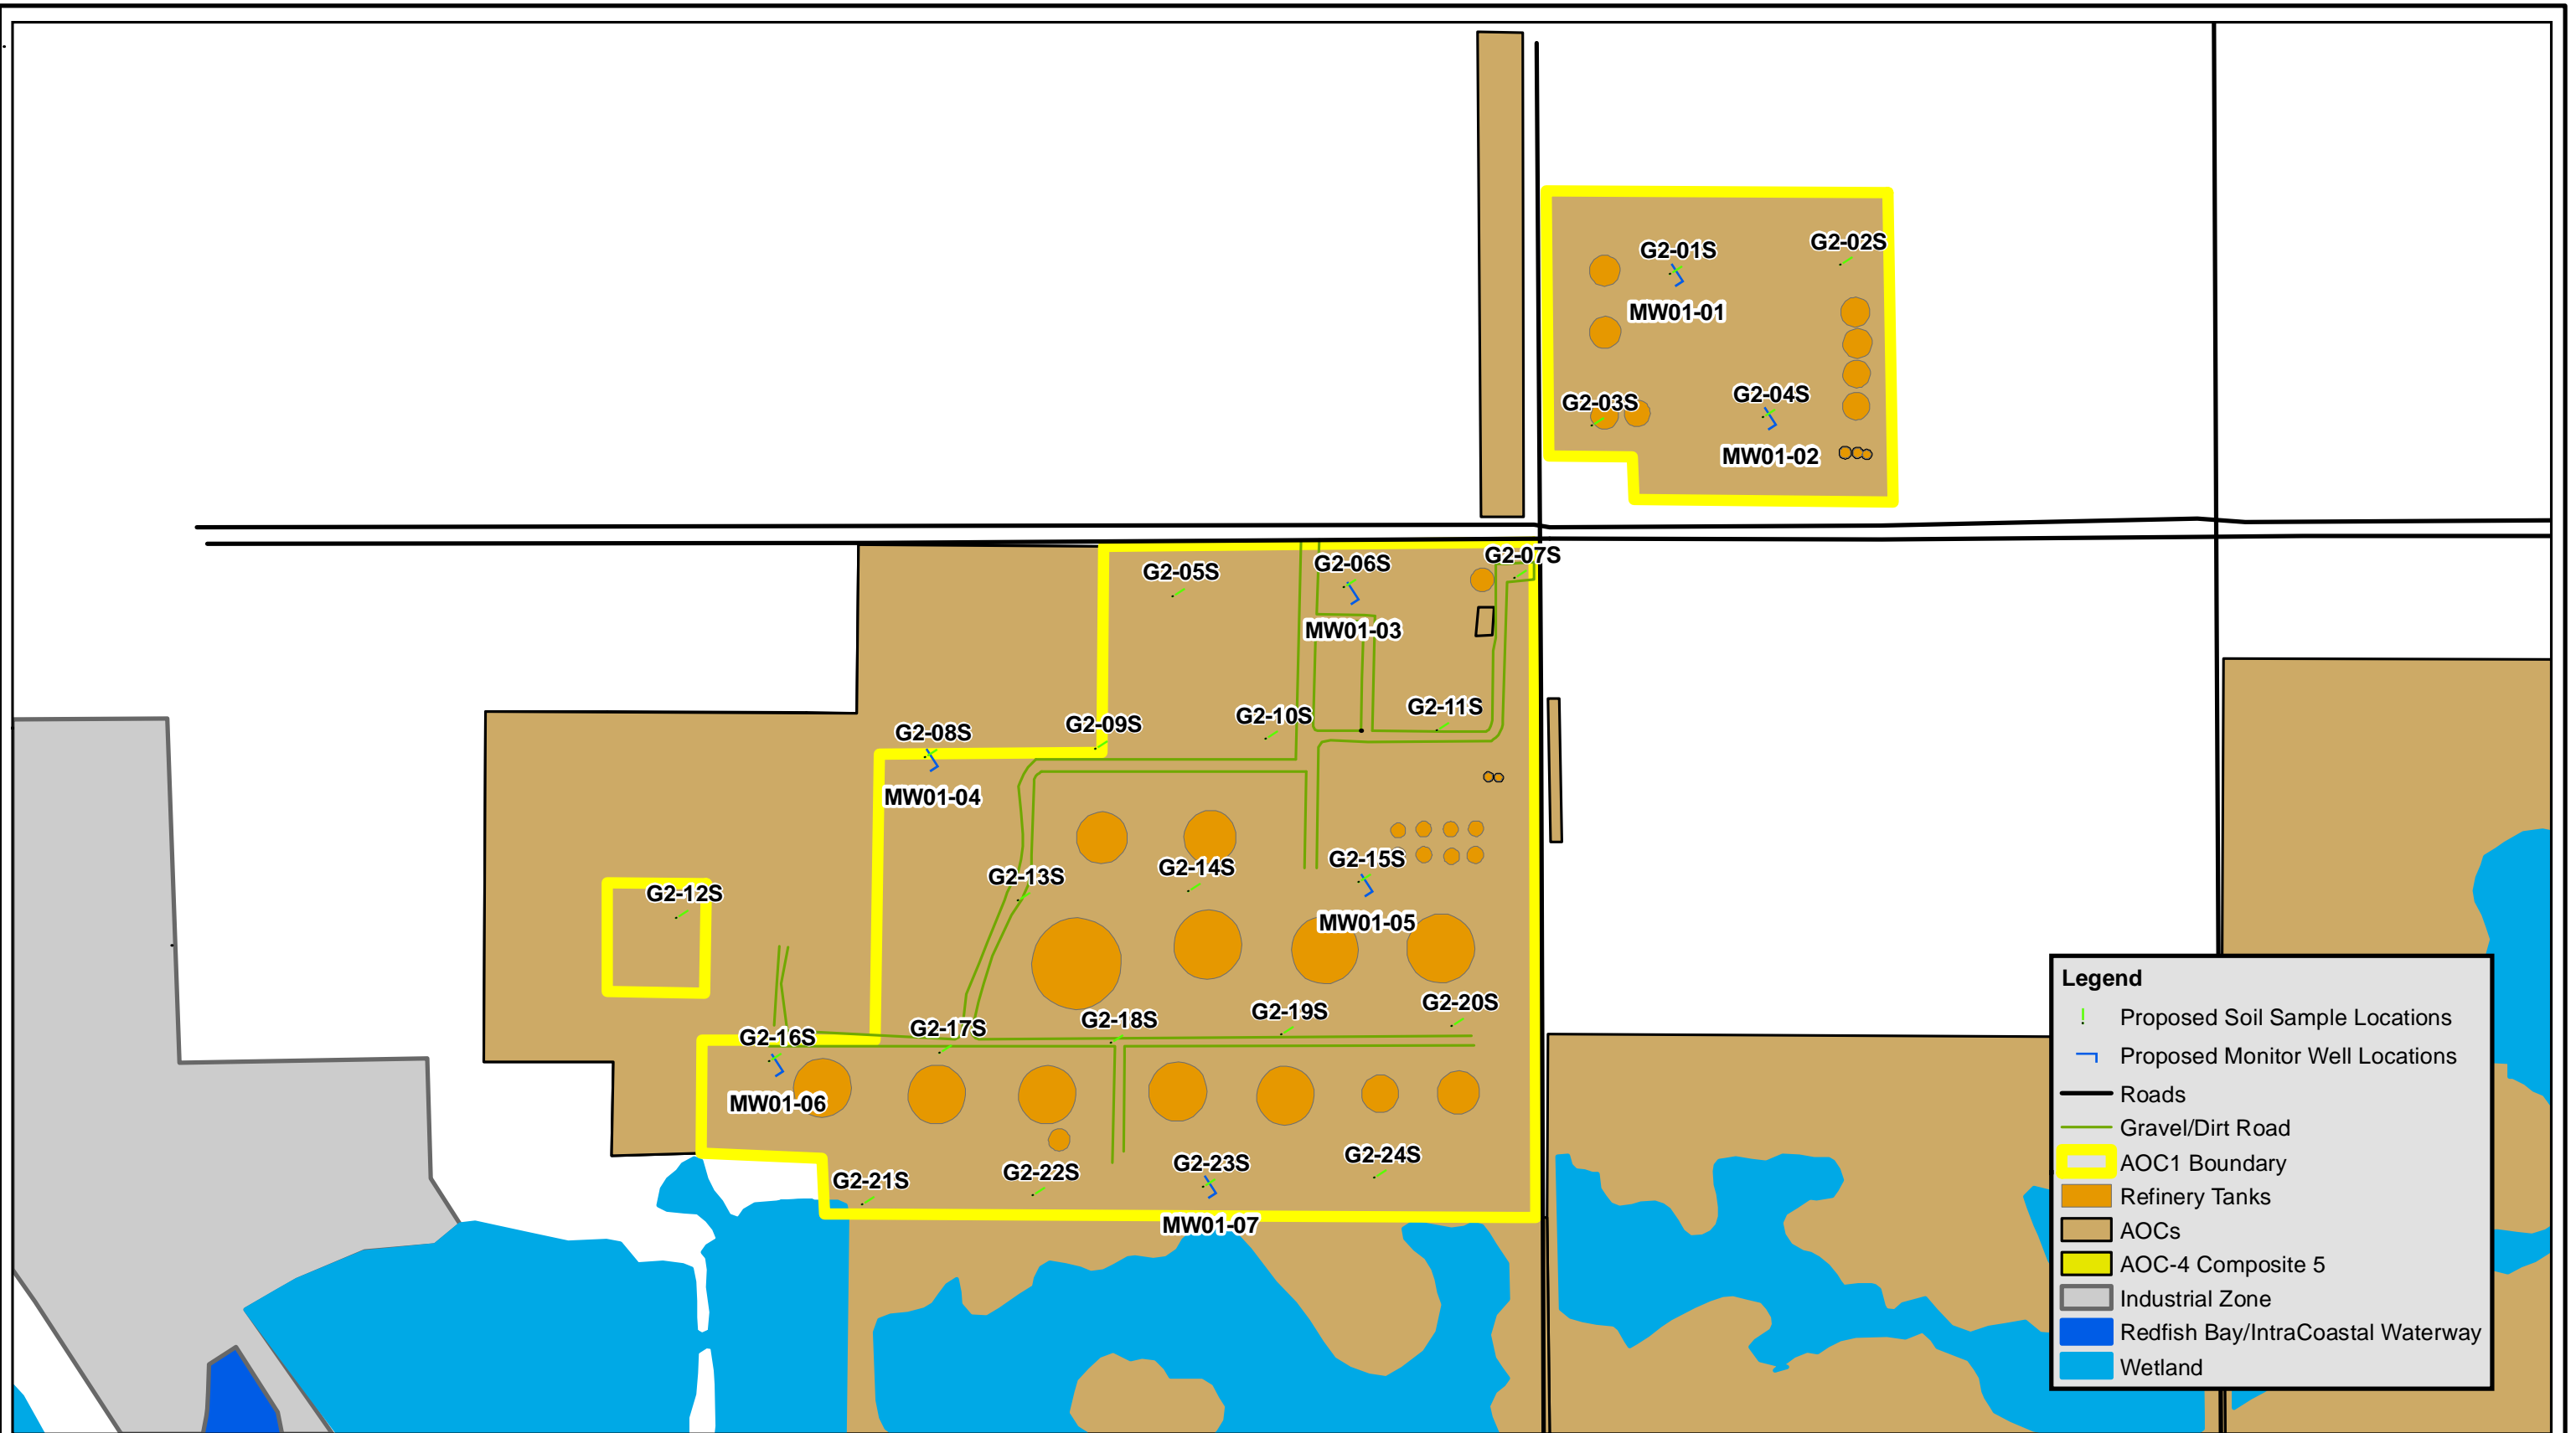 G2-01S
G2-02S
MW01-01
G2-03S
G2-04S
MW01-02
G2-05S
G2-06S
G2-07S
MW01-03
G2-08S
G2-09S
G2-10S
G2-11S
MW01-04
G2-12S
G2-13S
G2-14S
G2-15S
MW01-05
G2-16S
G2-17S
G2-18S
G2-19S
G2-20S
MW01-06
G2-21S
G2-22S
G2-23S
G2-24S
MW01-07
Legend
Proposed Soil Sample Locations
Proposed Monitor Well Locations
Roads
Gravel/Dirt Road
AOC1 Boundary
Refinery Tanks
AOCs
AOC-4 Composite 5
Industrial Zone
Redfish Bay/IntraCoastal Waterway
Wetland